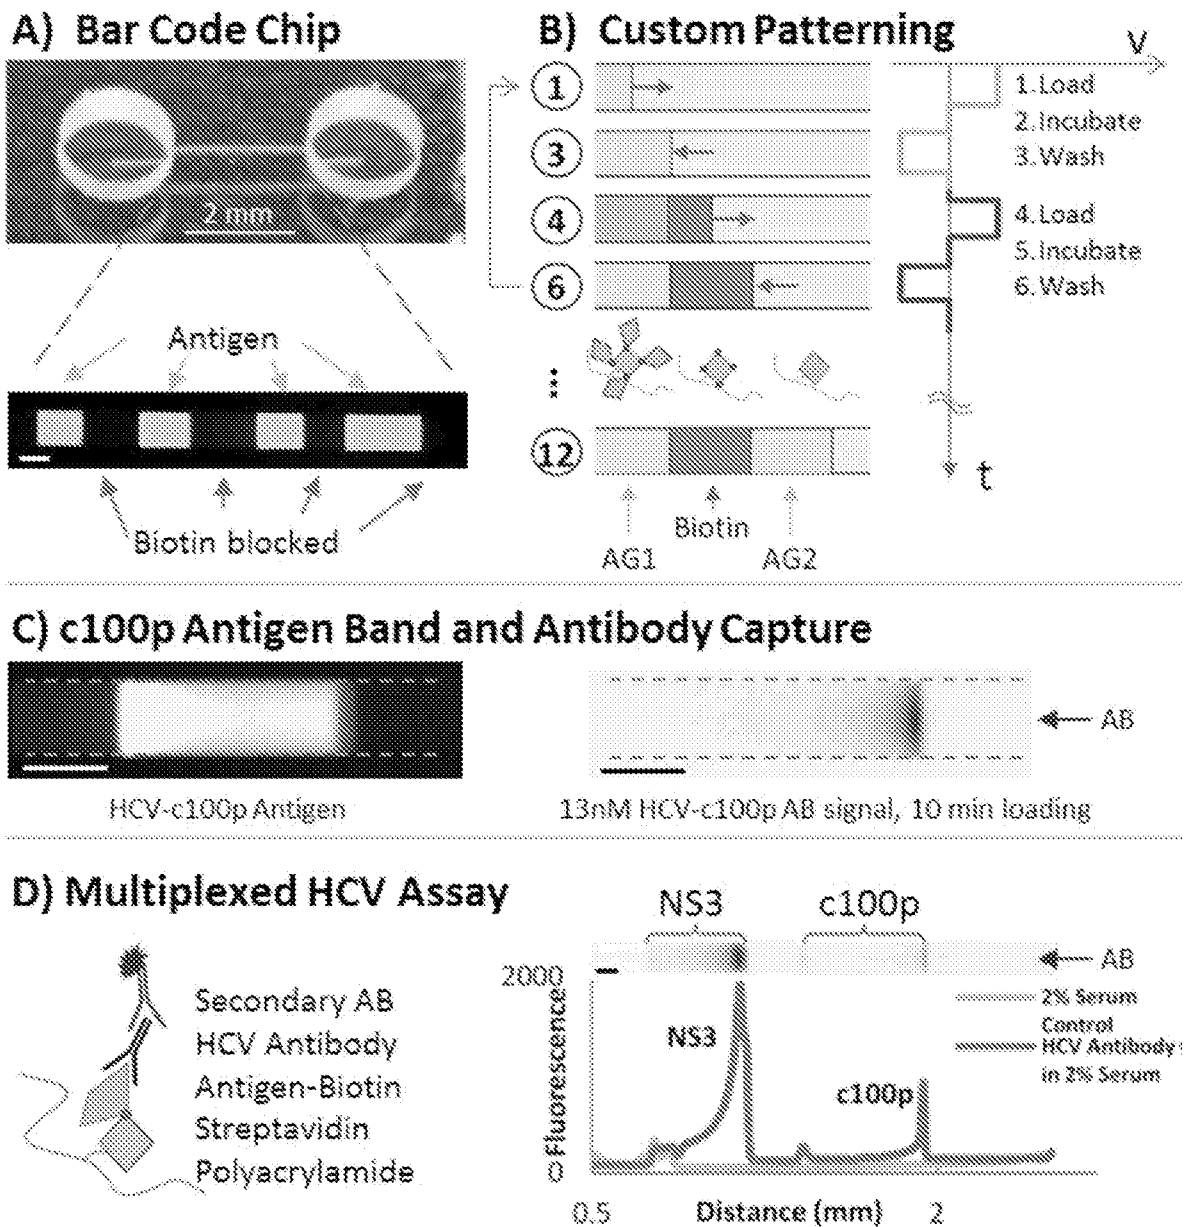 A) Bar Code Chip
2 mm
Antigen
Biotin blocked
B) Custom Patterning
V
1
3
4
6
12
1. Load
2. Incubate
3. Wash
4. Load
5. Incubate
6. Wash
t
Biotin
AG1
AG2
C) c100p Antigen Band and Antibody Capture
AB
HCV-c100p Antigen
13nM HCV-c100p AB signal, 10 min loading
D) Multiplexed HCV Assay
Secondary AB
HCV Antibody
Antigen-Biotin
Streptavidin
Polyacrylamide
NS3 c100p
AB
2000
Fluorescence
0
NS3
c100p
2% Serum
Control
HCV Antibody
in 2% Serum
0.5
Distance (mm)
2